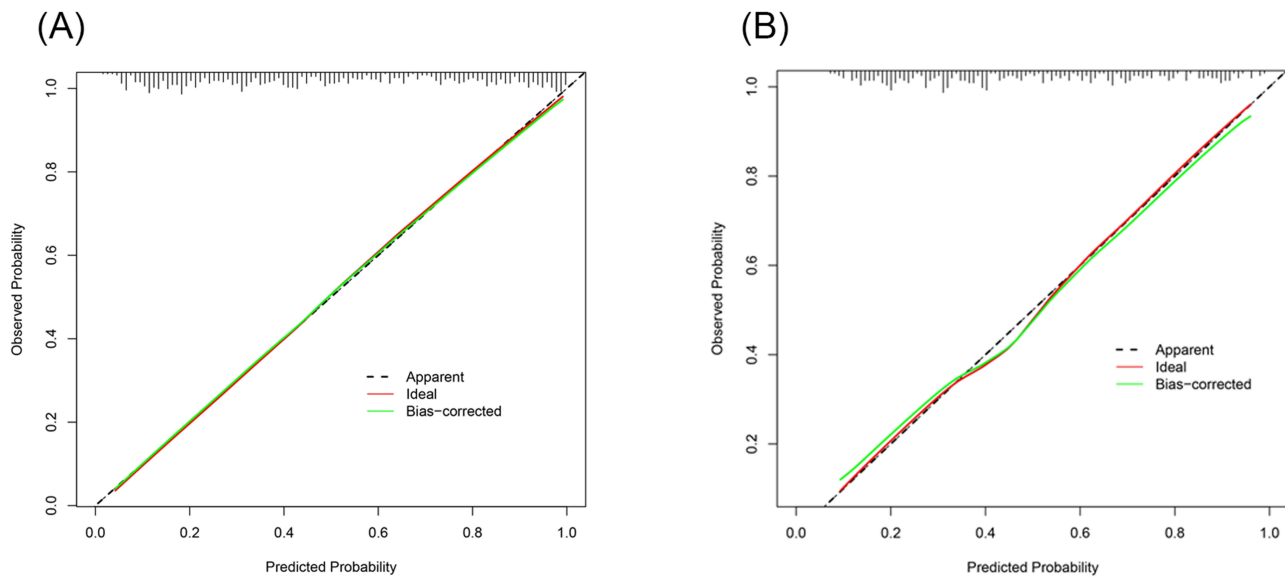 (A)
1.0
0.8
0.6
0.4
0.2
0.0
Observed Probability
Apparent
Ideal
Bias-corrected
0.0 0.2 0.4 0.6 0.8 1.0
Predicted Probability
(B)
1.0
0.8
0.6
0.4
0.2
Observed Probability
Apparent
Ideal
Bias-corrected
0.0 0.2 0.4 0.6 0.8 1.0
Predicted Probability